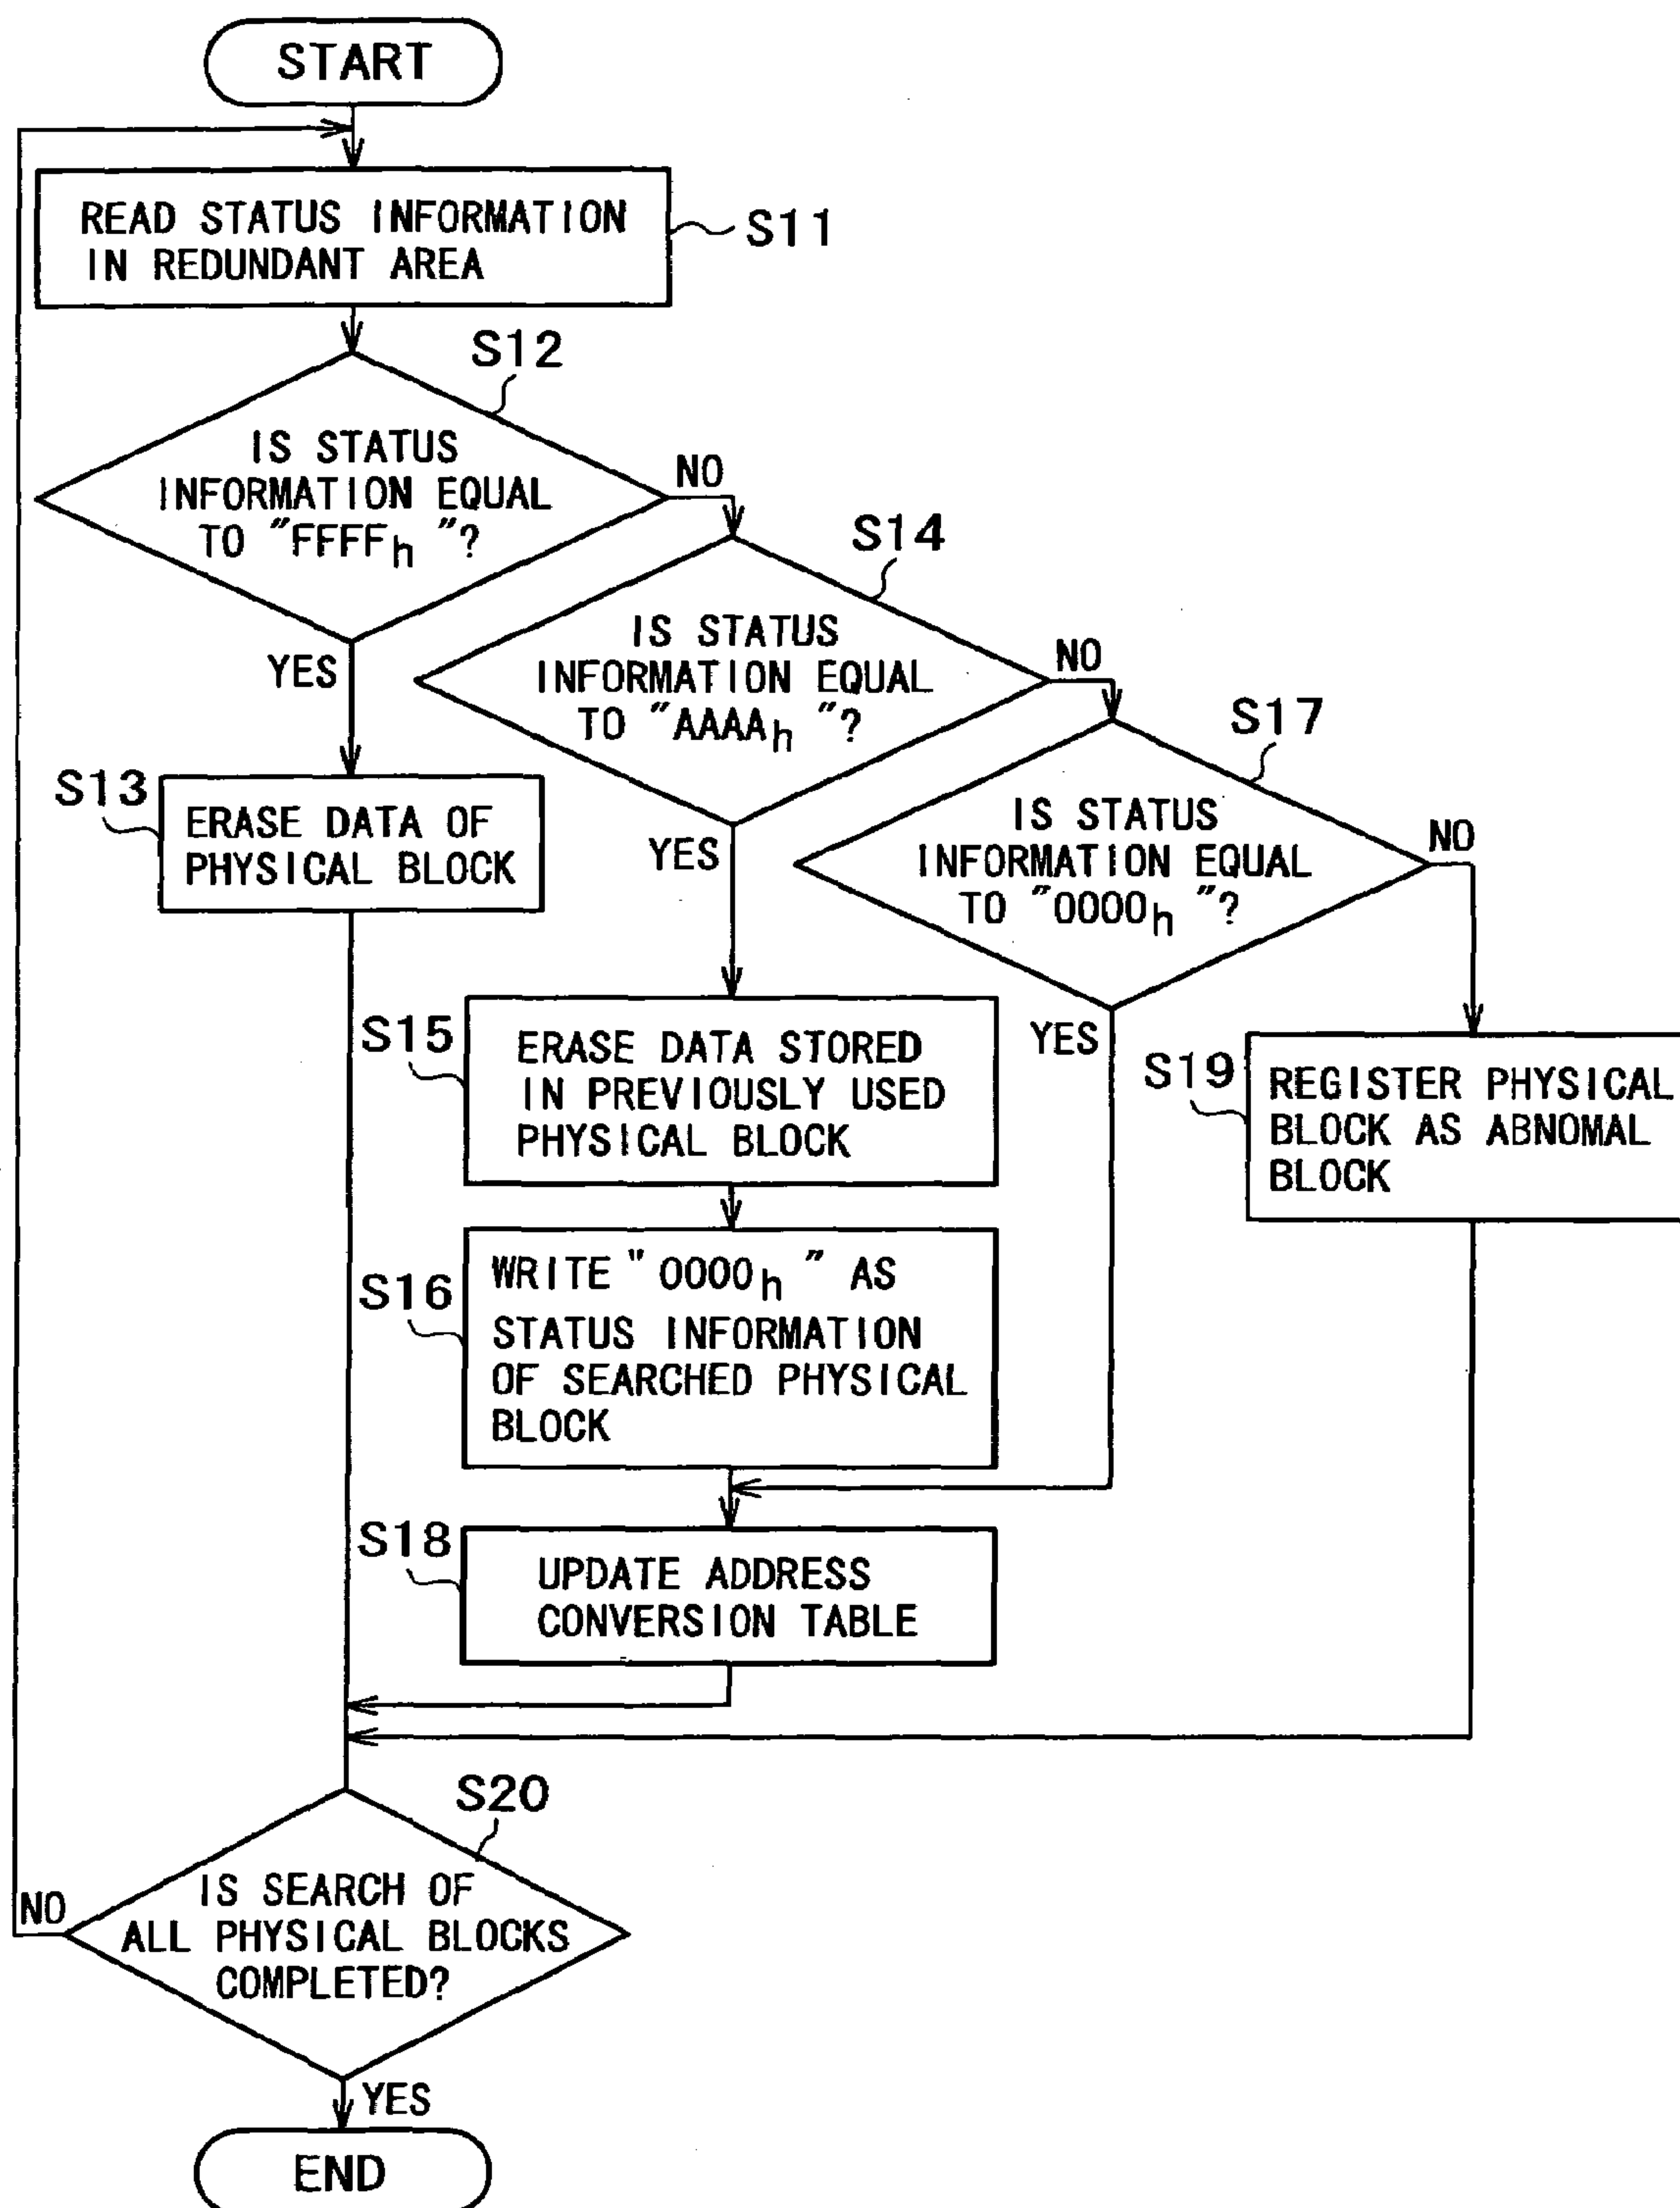 START
READ STATUS INFORMATION
IN REDUNDANT AREA
S11
S12
IS STATUS
INFORMATION EQUAL
TO "FFFFh "?
NO
YES
S14
IS STATUS
INFORMATION EQUAL
TO "AAAAh "?
NO
YES
S17
IS STATUS
INFORMATION EQUAL
TO "0000h "?
NO
YES
S13
ERASE DATA OF
PHYSICAL BLOCK
S15
ERASE DATA STORED
IN PREVIOUSLY USED
PHYSICAL BLOCK
S19
REGISTER PHYSICAL
BLOCK AS ABNOMAL
BLOCK
S16
WRITE "0000h " AS
STATUS INFORMATION
OF SEARCHED PHYSICAL
BLOCK
S18
UPDATE ADDRESS
CONVERSION TABLE
S20
IS SEARCH OF
ALL PHYSICAL BLOCKS
COMPLETED?
NO
YES
END